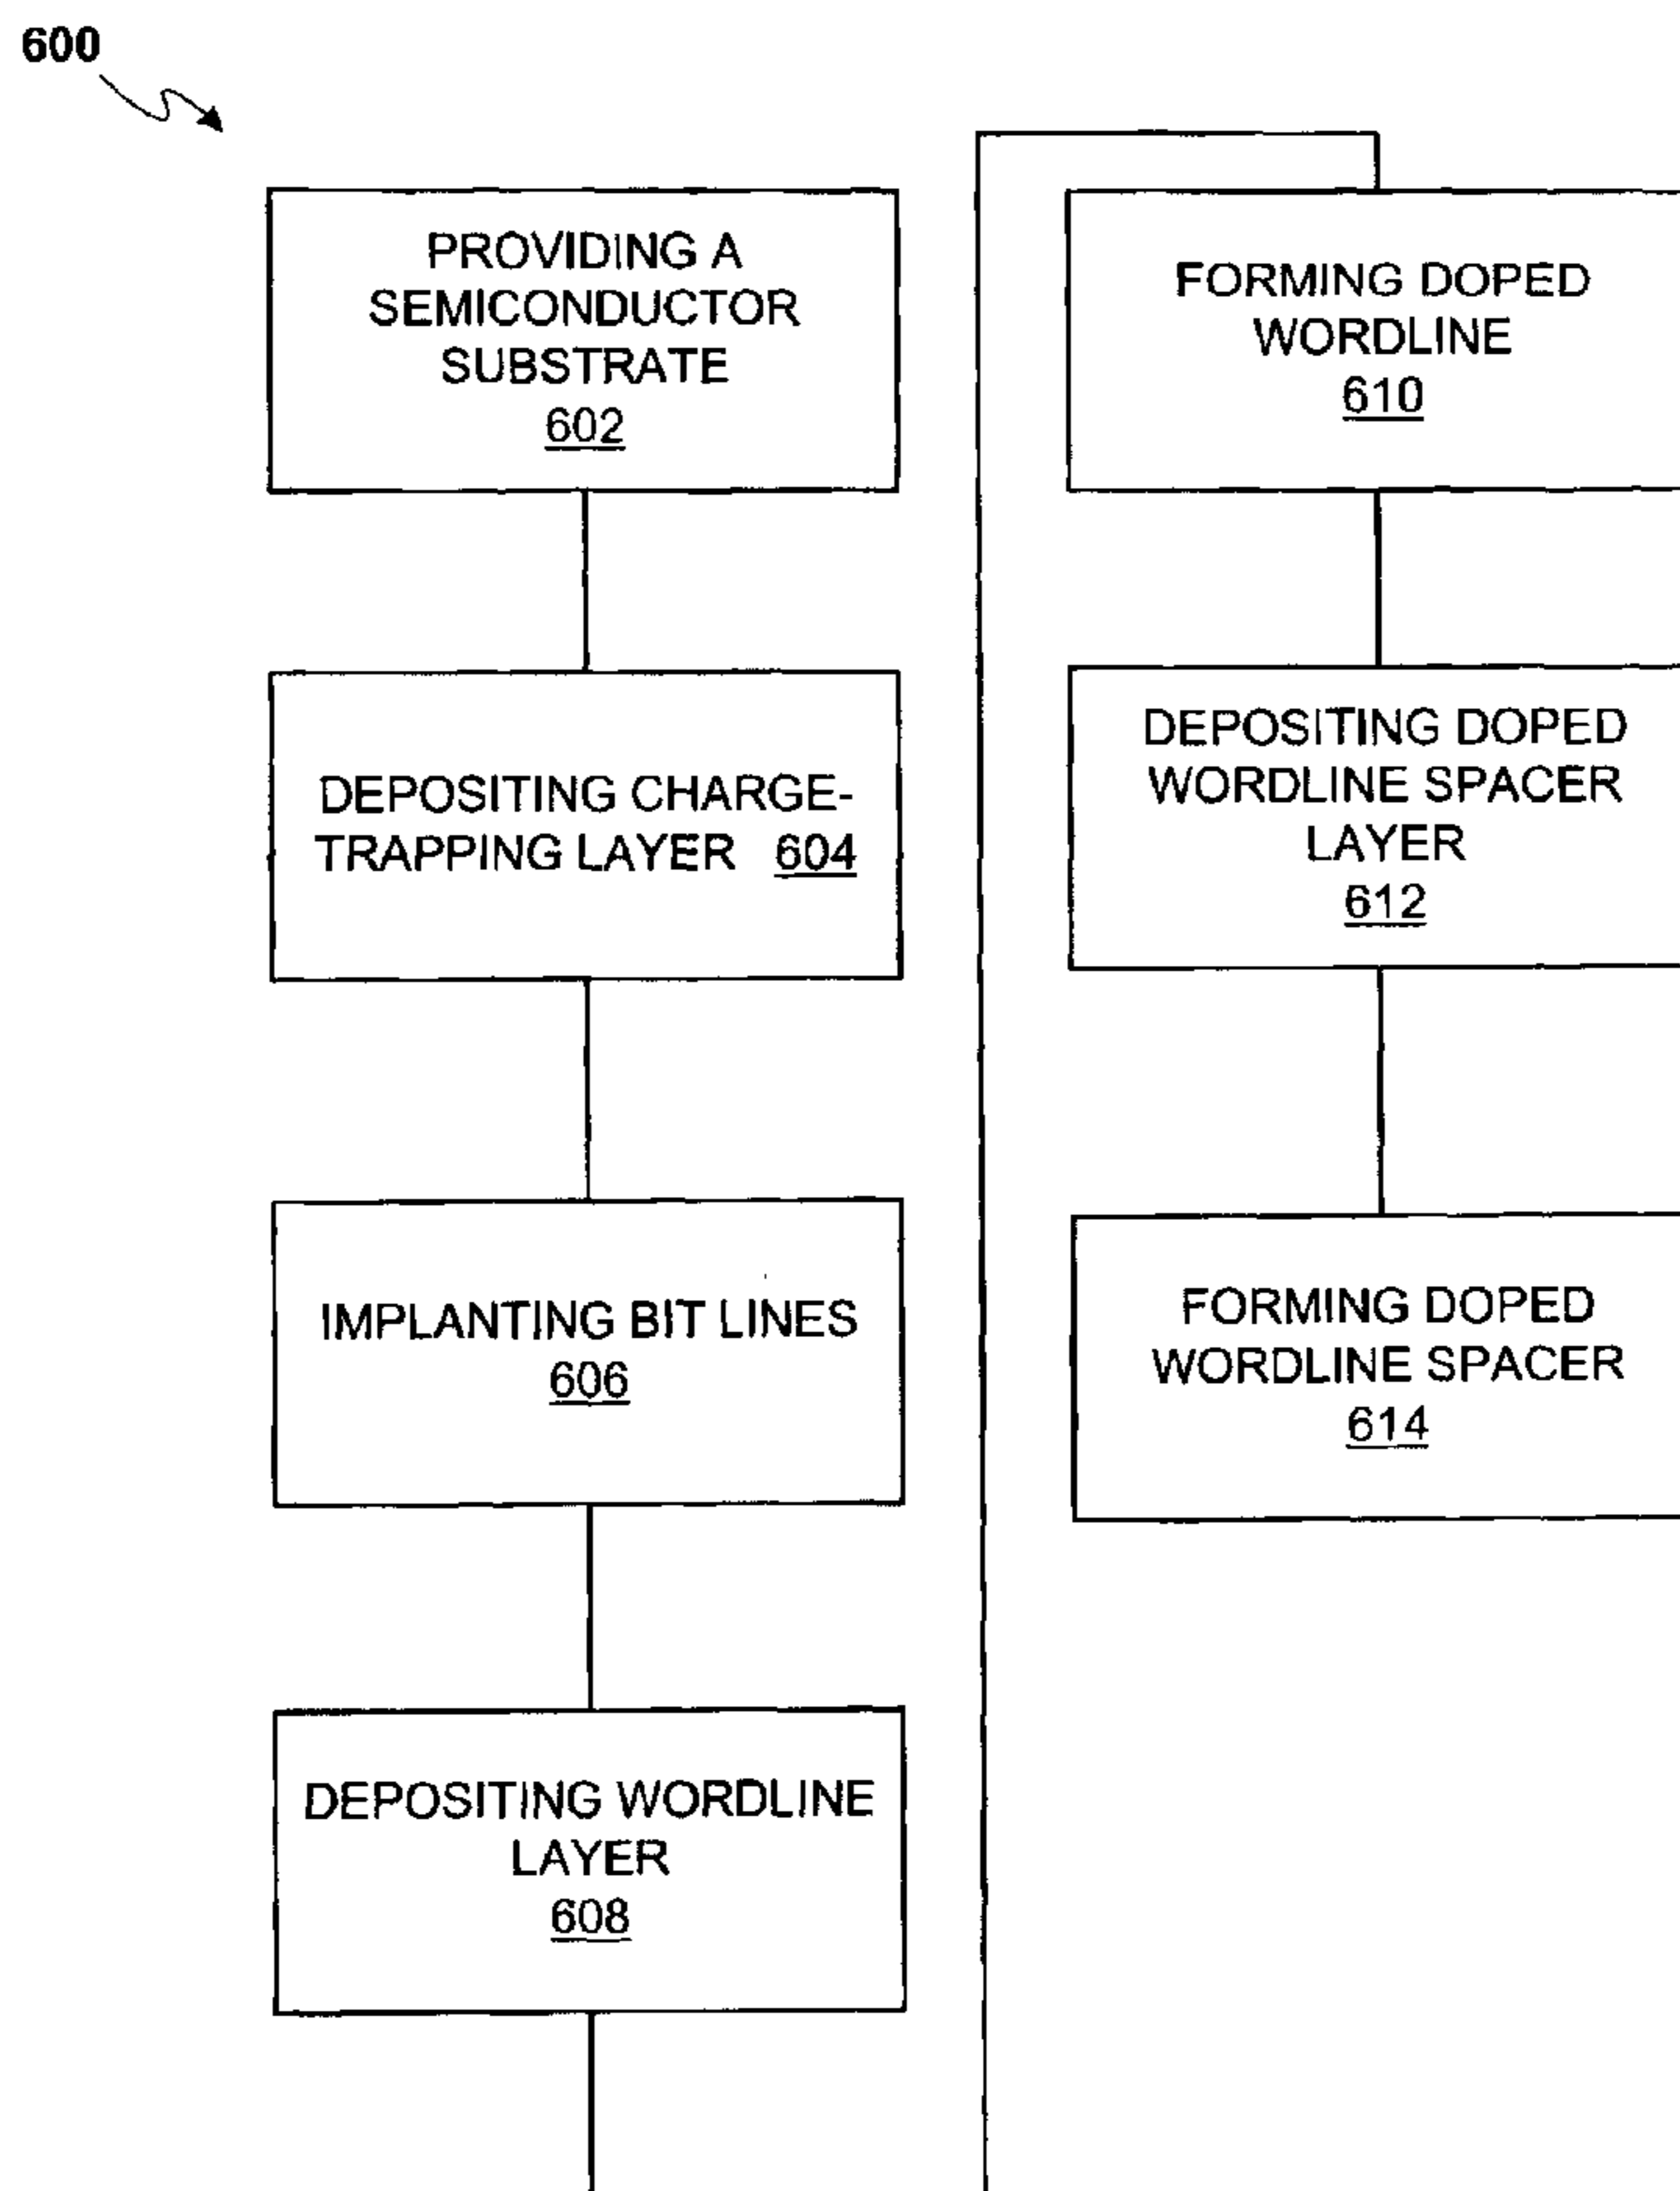 600
PROVIDING A
SEMICONDUCTOR
SUBSTRATE
602
DEPOSITING CHARGE-
TRAPPING LAYER 604
IMPLANTING BIT LINES
606
DEPOSITING WORDLINE
LAYER
608
FORMING DOPED
WORDLINE
610
DEPOSITING DOPED
WORDLINE SPACER
LAYER
612
FORMING DOPED
WORDLINE SPACER
614